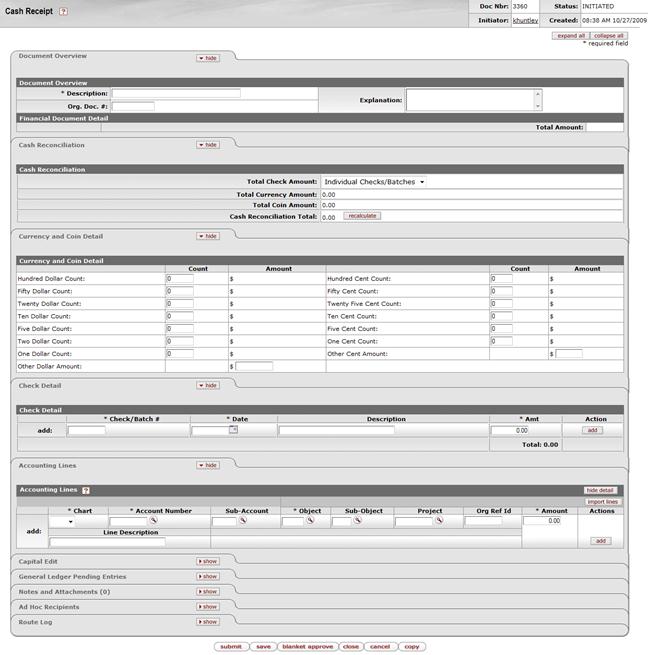 Cash Receipt ?
Doc Nbr: 3360 Status: INITIATED
Initiator: khuntley Created: 08:38 AM 10/27/2009
expand all collapse all
* required field
Document Overview hide
Document Overview
* Description: Explanation:
Org. Doc. #:
Financial Document Detail
Total Amount:
Cash Reconciliation hide
Cash Reconciliation
Total Check Amount: Individual Checks/Batches
Total Currency Amount: 0.00
Total Coin Amount: 0.00
Cash Reconciliation Total: 0.00 recalculate
Currency and Coin Detail hide
Currency and Coin Detail
Count Amount Count Amount
Hundred Dollar Count: 0 $ Hundred Cent Count: 0 $
Fifty Dollar Count: 0 $ Fifty Cent Count: 0 $
Twenty Dollar Count: 0 $ Twenty Five Cent Count: 0 $
Ten Dollar Count: 0 $ Ten Cent Count: 0 $
Five Dollar Count: 0 $ Five Cent Count: 0 $
Two Dollar Count: 0 $ One Cent Count: 0 $
One Dollar Count: 0 $ Other Cent Amount: $
Other Dollar Amount: $
Check Detail hide
Check Detail
* Check/Batch # * Date Description * Amt Action
add: 0.00 add
Total: 0.00
Accounting Lines hide
Accounting Lines ? hide detail
import lines
* Chart * Account Number Sub-Account * Object Sub-Object Project Org Ref Id * Amount Actions
add: 0.00
Line Description
add
Capital Edit show
General Ledger Pending Entries show
Notes and Attachments (0) show
Ad Hoc Recipients show
Route Log show
submit save blanket approve close cancel copy